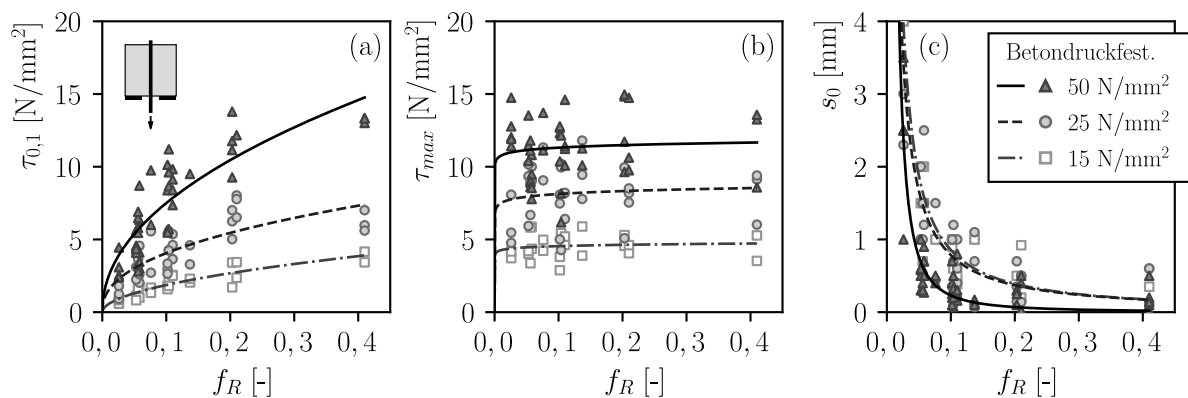 τ0,1 [N/mm²]
20
15
10
5
0
(a)
0,0 0,1 0,2 0,3 0,4
fR [-]
τmax [N/mm²]
20
15
10
5
0
(b)
0,0 0,1 0,2 0,3 0,4
fR [-]
s0 [mm]
4
3
2
1
0
(c)
Betondruckfest.
50 N/mm²
25 N/mm²
15 N/mm²
0,0 0,1 0,2 0,3 0,4
fR [-]